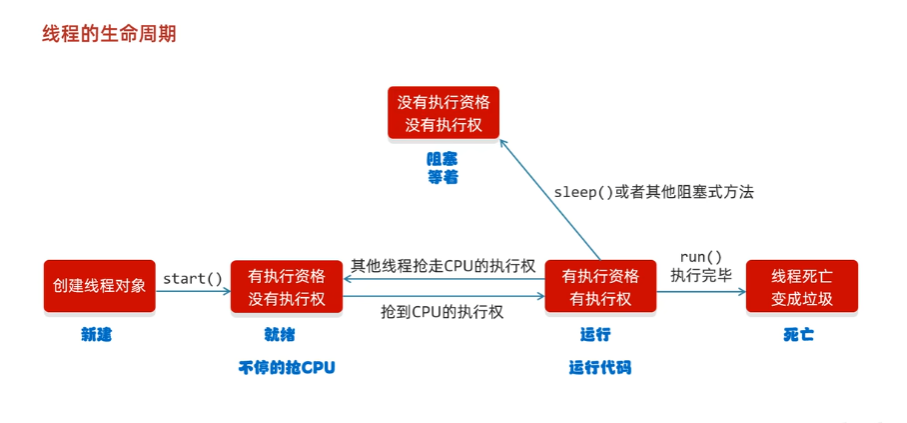 线程的生命周期
没有执行资格
没有执行权
阻塞
等着
sleep()或者其他阻塞式方法
创建线程对象
新建
start()
有执行资格
没有执行权
就绪
不停的抢CPU
其他线程抢走CPU的执行权
抢到CPU的执行权
有执行资格
有执行权
运行
运行代码
run()
执行完毕
线程死亡
变成垃圾
死亡